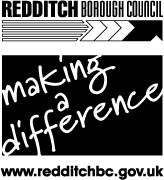 REDDITCH BOROUGH COUNCIL
making
a
difference
www.redditchbc.gov.uk